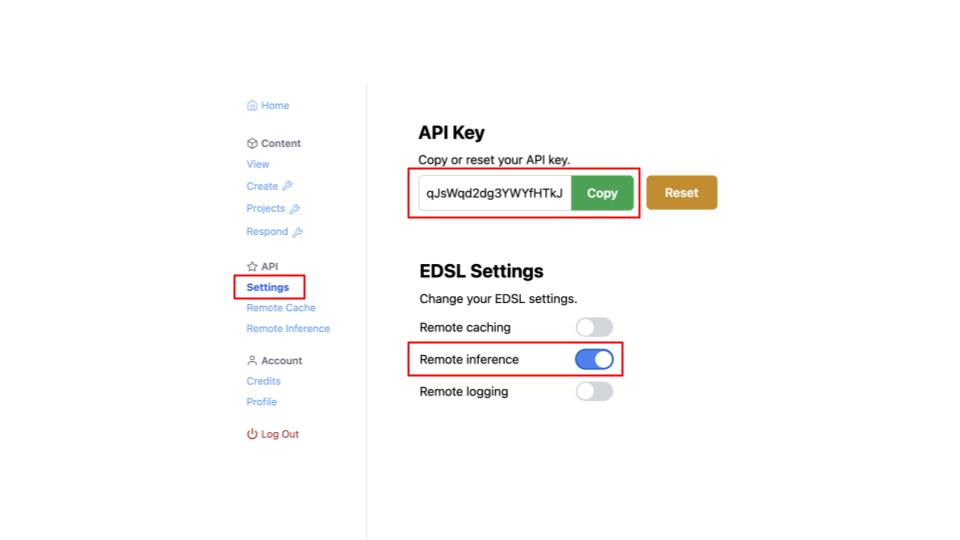 Home
Content
View
Create
Projects
Respond
API
Settings
Remote Cache
Remote Inference
Account
Credits
Profile
Log Out
API Key
Copy or reset your API key.
qJsWqd2dg3YWYfHTkJ Copy Reset
EDSL Settings
Change your EDSL settings.
Remote caching
Remote inference
Remote logging